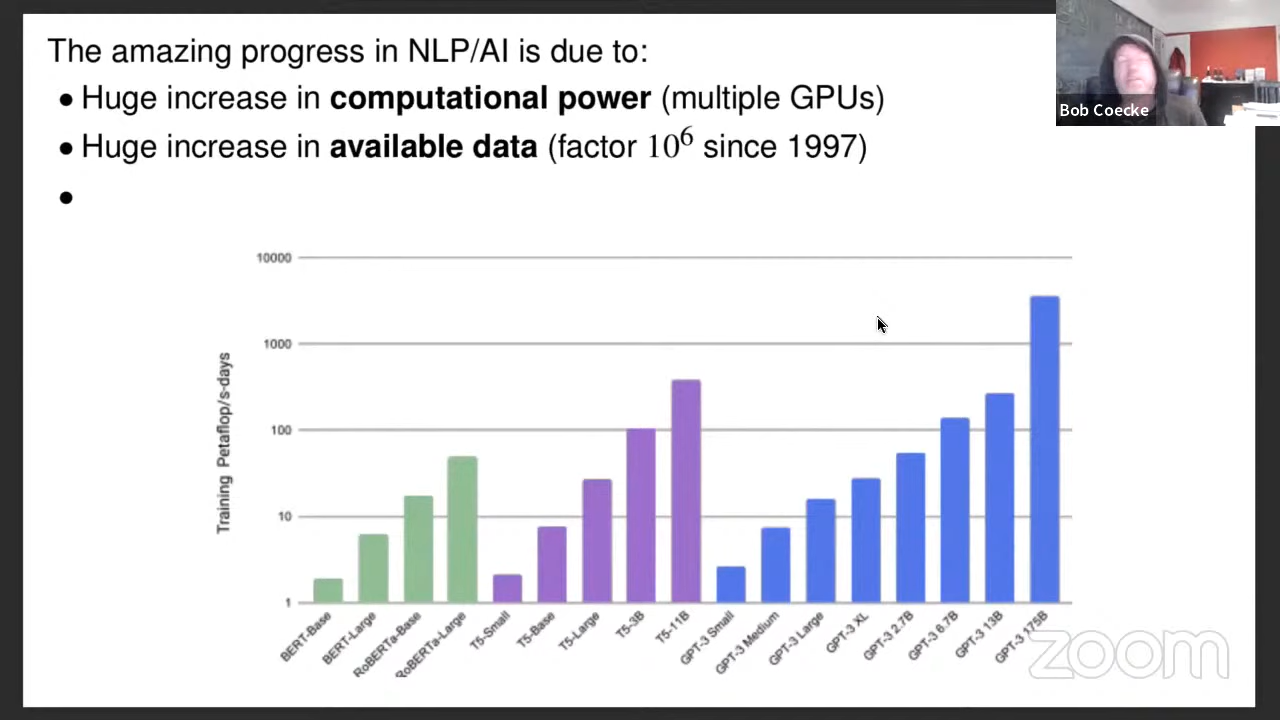 The amazing progress in NLP/AI is due to:
• Huge increase in computational power (multiple GPUs)
• Huge increase in available data (factor 10⁶ since 1997)
•
Bob Coecke
Training Petaflop/s-days
10000
1000
100
10
1
BERT-Base
BERT-Large
RoBERTa-Base
RoBERTa-Large
T5-Small
T5-Base
T5-Large
T5-3B
T5-11B
GPT-3 Small
GPT-3 Medium
GPT-3 Large
GPT-3 XL
GPT-3 2.7B
GPT-3 6.7B
GPT-3 13B
GPT-3 175B
zoom